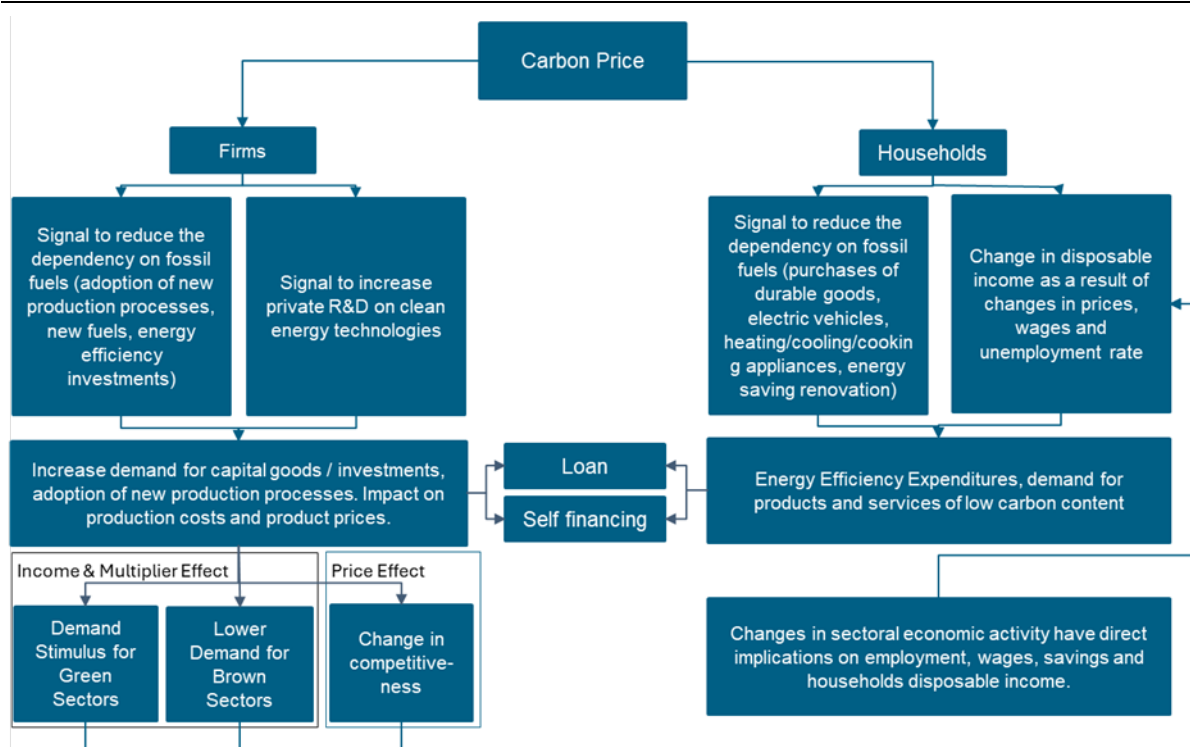 Carbon Price
Firms
Households
Signal to reduce the
dependency on fossil
fuels (adoption of new
production processes,
new fuels, energy
efficiency
investments)
Signal to increase
private R&D on clean
energy technologies
Signal to reduce the
dependency on fossil
fuels (purchases of
durable goods,
electric vehicles,
heating/cooling/cookin
g appliances, energy
saving renovation)
Change in disposable
income as a result of
changes in prices,
wages and
unemployment rate
Increase demand for capital goods / investments,
adoption of new production processes. Impact on
production costs and product prices.
Loan
Self financing
Energy Efficiency Expenditures, demand for
products and services of low carbon content
Income & Multiplier Effect
Price Effect
Demand
Stimulus for
Green
Sectors
Lower
Demand for
Brown
Sectors
Change in
competitive-
ness
Changes in sectoral economic activity have direct
implications on employment, wages, savings and
households disposable income.